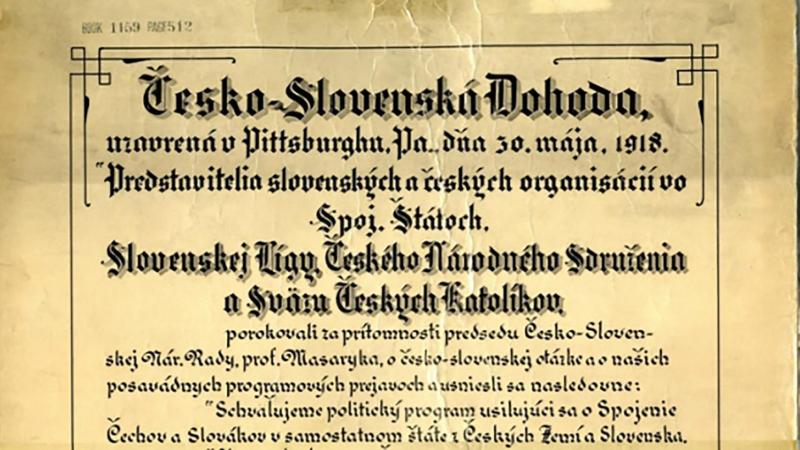 BOOK 1159 PAGE512
Česko-Slovenská Dohoda,
uzavrená v Pittsburghu, Pa., dňa 30. mája, 1918.
"Predstavitelia slovenských a českých organisácií vo
Spoj. Štátoch,
Slovenskej Ligy, Českého Národného Sdruženia
a Sväzu Českých Katolíkov,
porokovali za prítomnosti predsedu Česko-Sloven-
skej Nár. Rady, prof. Masaryka, o česko-slovenskej otázke a o našich
posavádnych programových prejavoch a usniesli sa nasledovne:
"Schvaľujeme politický program usilujúci sa o Spojenie
Čechov a Slovákov v samostatnom štáte z Českých Zemí a Slovenska.